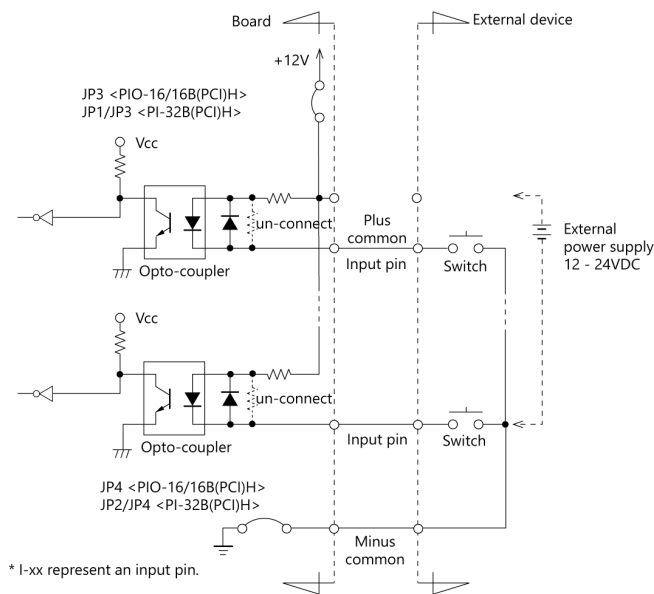 Board
External device
+12V
JP3 <PIO-16/16B(PCI)H>
JP1/JP3 <PI-32B(PCI)H>
Vcc
un-connect
Plus
common
Input pin
Switch
External
power supply
12 - 24VDC
Opto-coupler
Vcc
un-connect
Input pin
Switch
Opto-coupler
JP4 <PIO-16/16B(PCI)H>
JP2/JP4 <PI-32B(PCI)H>
Minus
common
* I-xx represent an input pin.